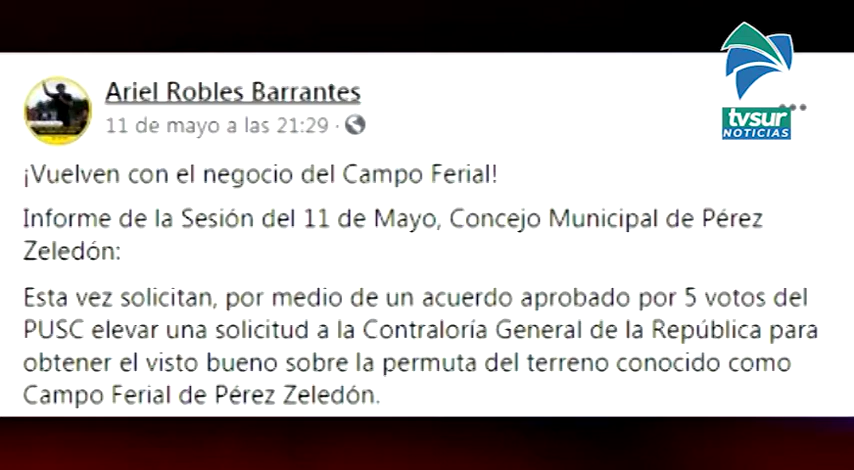 tvsur
NOTICIAS
Ariel Robles Barrantes
11 de mayo a las 21:29 ·
¡Vuelven con el negocio del Campo Ferial!
Informe de la Sesión del 11 de Mayo, Concejo Municipal de Pérez
Zeledón:
Esta vez solicitan, por medio de un acuerdo aprobado por 5 votos del
PUSC elevar una solicitud a la Contraloría General de la República para
obtener el visto bueno sobre la permuta del terreno conocido como
Campo Ferial de Pérez Zeledón.